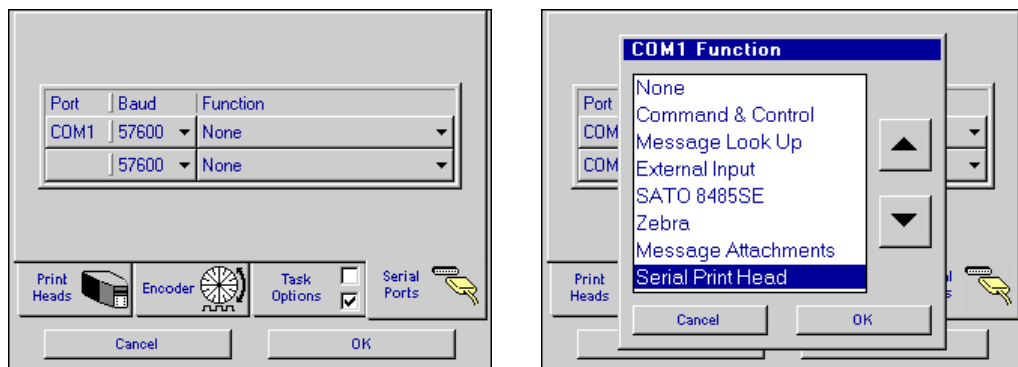 Port Baud Function
COM1 57600 None
57600 None
Print Heads
Encoder
Task Options
Serial Ports
Cancel OK
COM1 Function
None
Command & Control
Message Look Up
External Input
SATO 8485SE
Zebra
Message Attachments
Serial Print Head
Cancel OK
Port
COM
COM
Print
Heads